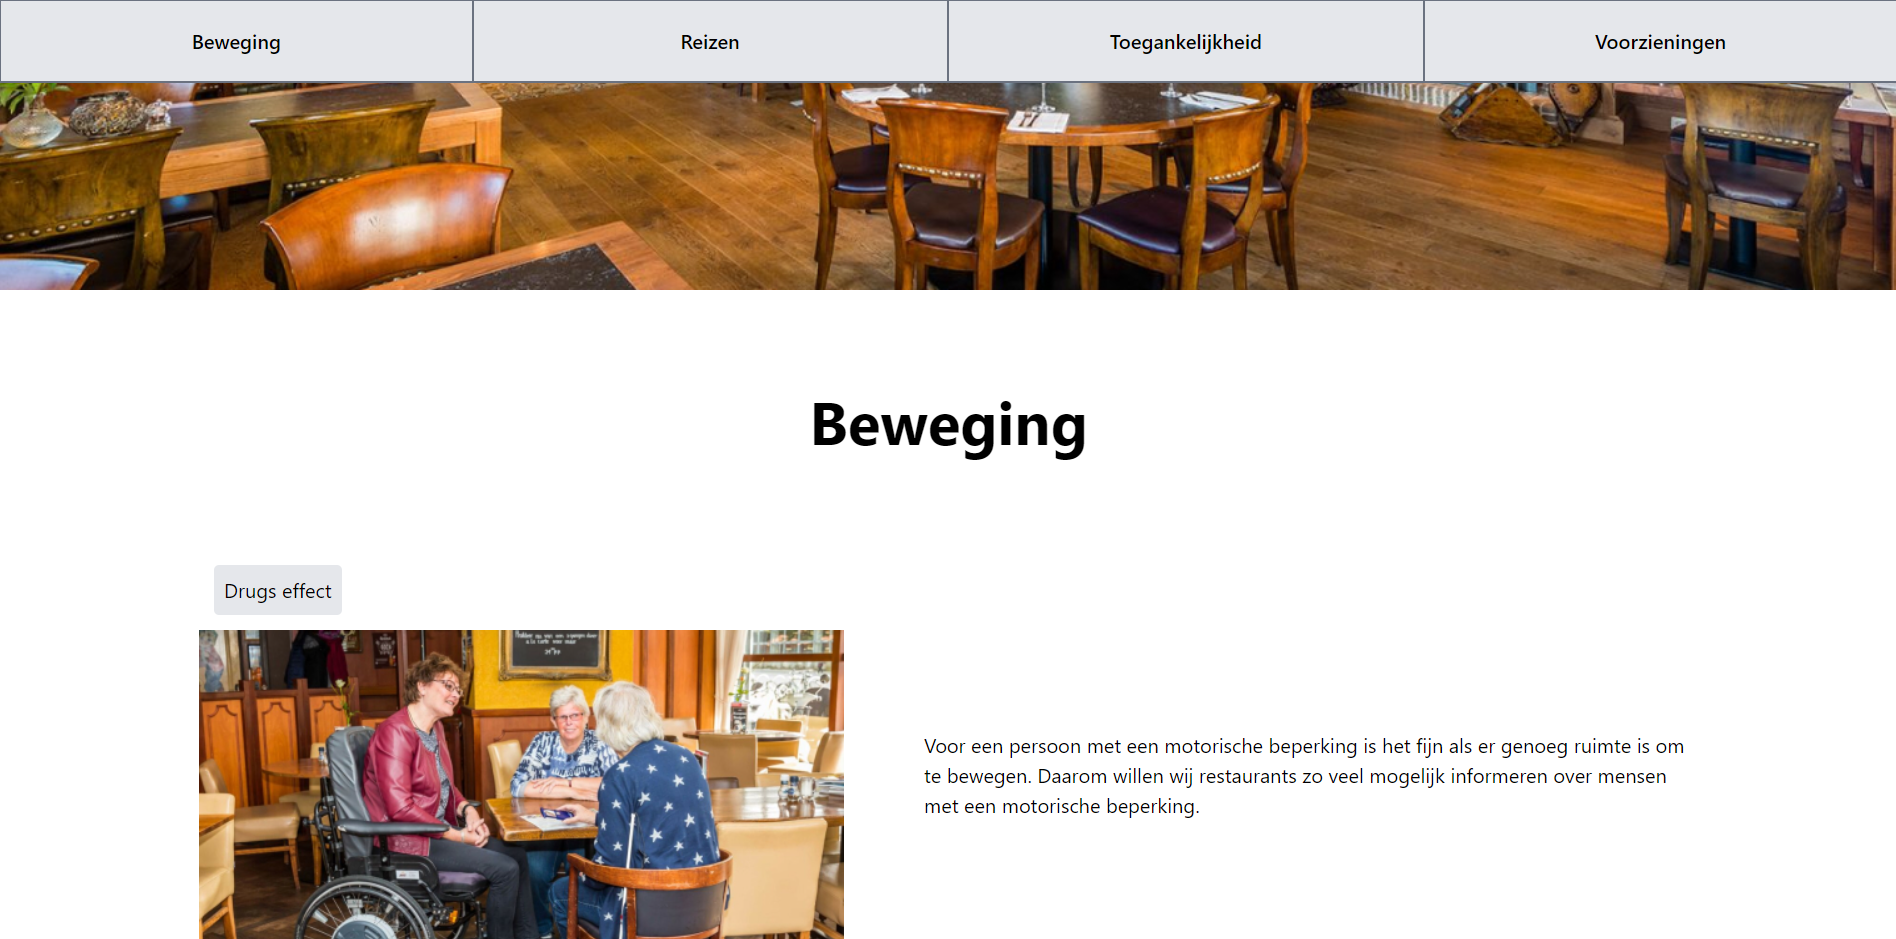 Beweging
Reizen
Toegankelijkheid
Voorzieningen
Beweging
Drugs effect
Voor een persoon met een motorische beperking is het fijn als er genoeg ruimte is om
te bewegen. Daarom willen wij restaurants zo veel mogelijk informeren over mensen
met een motorische beperking.